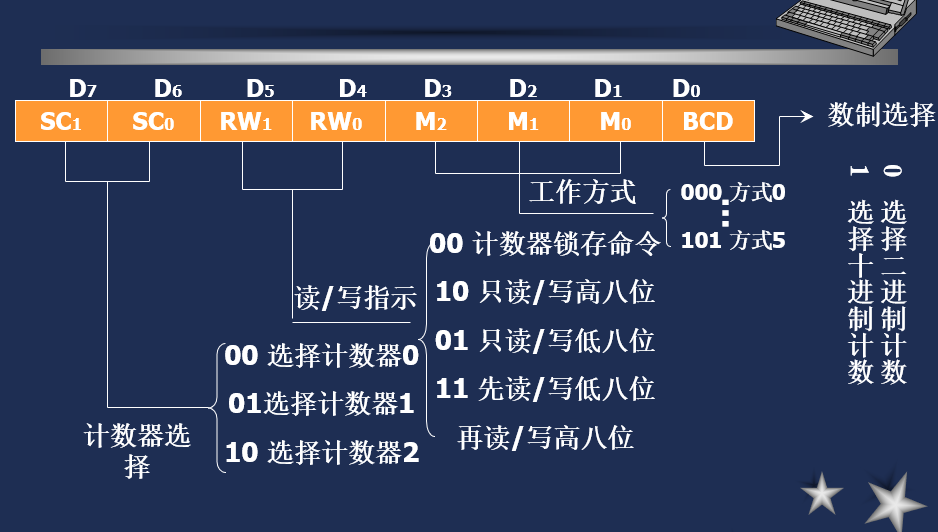 D7 D6 D5 D4 D3 D2 D1 D0
SC1 SC0 RW1 RW0 M2 M1 M0 BCD
数制选择
0 选择二进制计数
1 选择十进制计数
工作方式
000 方式0
⋮
101 方式5
读/写指示
00 计数器锁存命令
10 只读/写高八位
01 只读/写低八位
11 先读/写低八位
再读/写高八位
计数器选
择
00 选择计数器0
01选择计数器1
10 选择计数器2